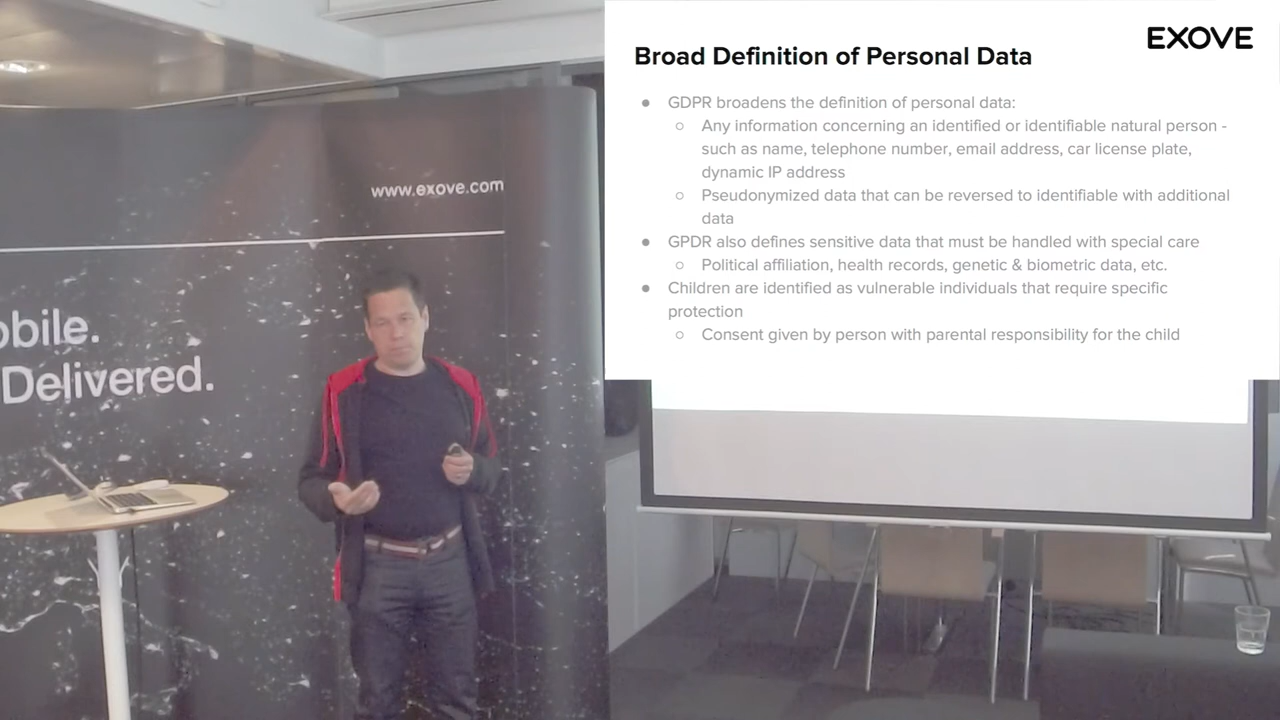 www.exove.com
obile.
Delivered.
EXOVE
Broad Definition of Personal Data
● GDPR broadens the definition of personal data:
○ Any information concerning an identified or identifiable natural person -
such as name, telephone number, email address, car license plate,
dynamic IP address
○ Pseudonymized data that can be reversed to identifiable with additional
data
● GPDR also defines sensitive data that must be handled with special care
○ Political affiliation, health records, genetic & biometric data, etc.
● Children are identified as vulnerable individuals that require specific
protection
○ Consent given by person with parental responsibility for the child